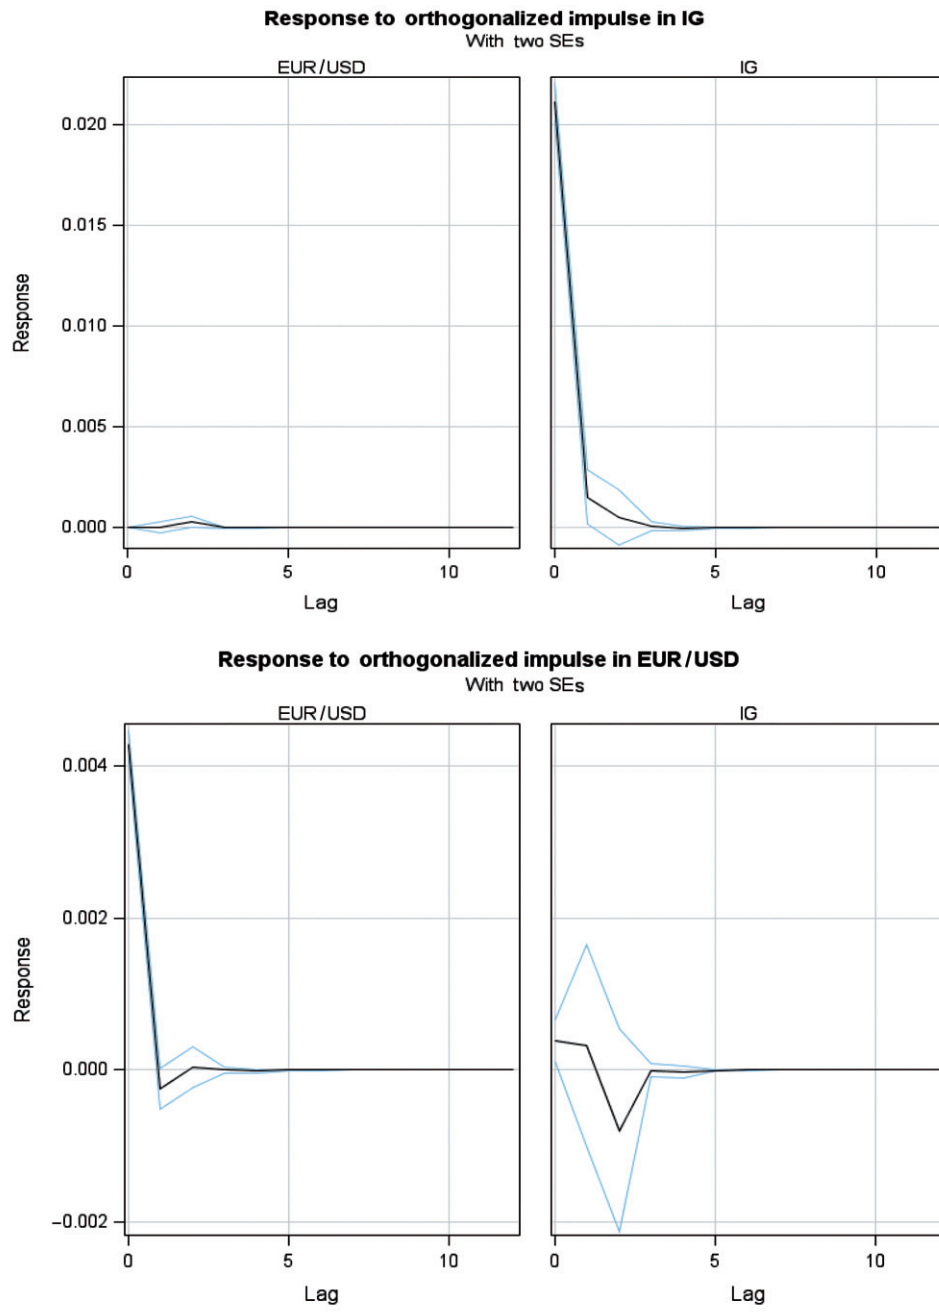 Response to orthogonalized impulse in IG
With two SEs
EUR/USD IG
0.020
0.015
0.010
0.005
0.000
Response
0 5 10 0 5 10
Lag Lag
Response to orthogonalized impulse in EUR/USD
With two SEs
EUR/USD IG
0.004
0.002
0.000
−0.002
Response
0 5 10 0 5 10
Lag Lag